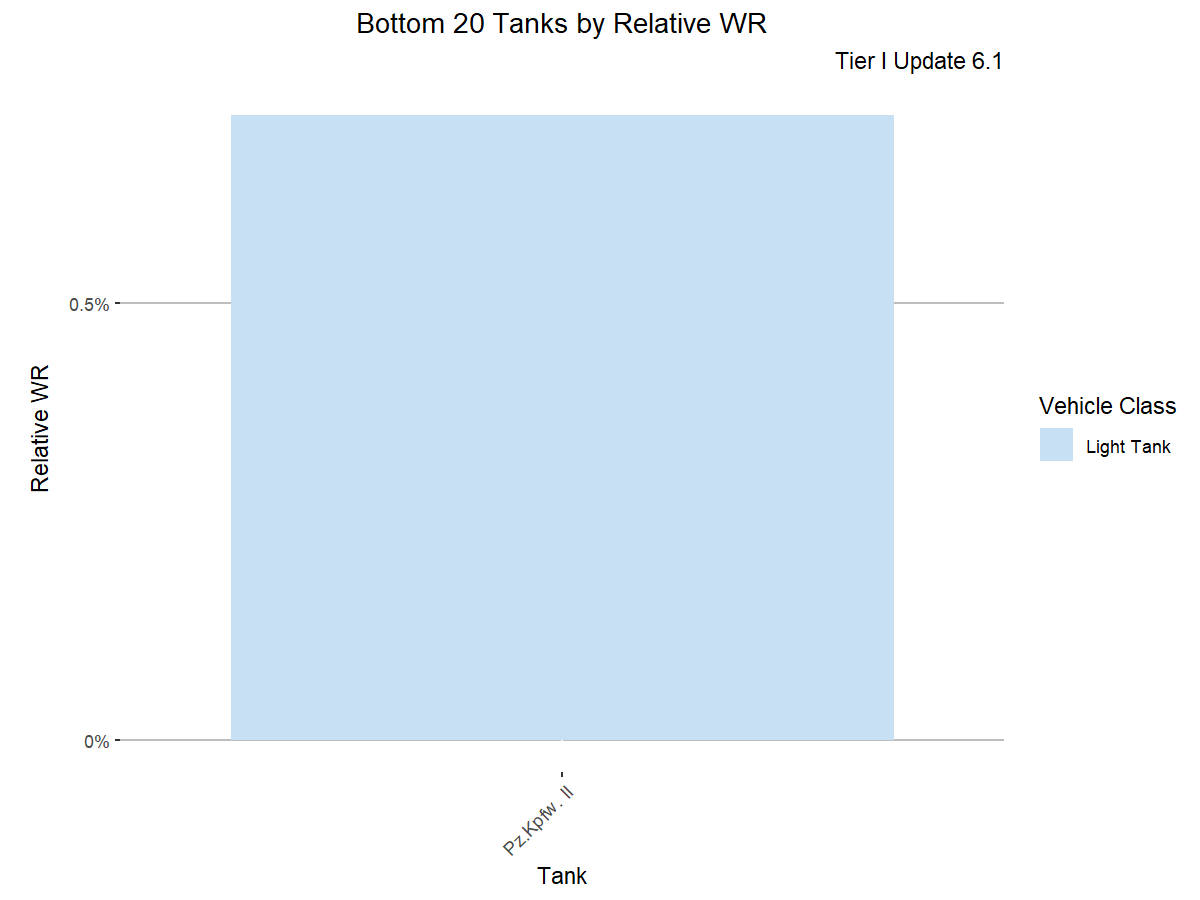 Bottom 20 Tanks by Relative WR
Tier I Update 6.1
0.5%
0%
Relative WR
Pz.Kpfw. II
Tank
Vehicle Class
Light Tank